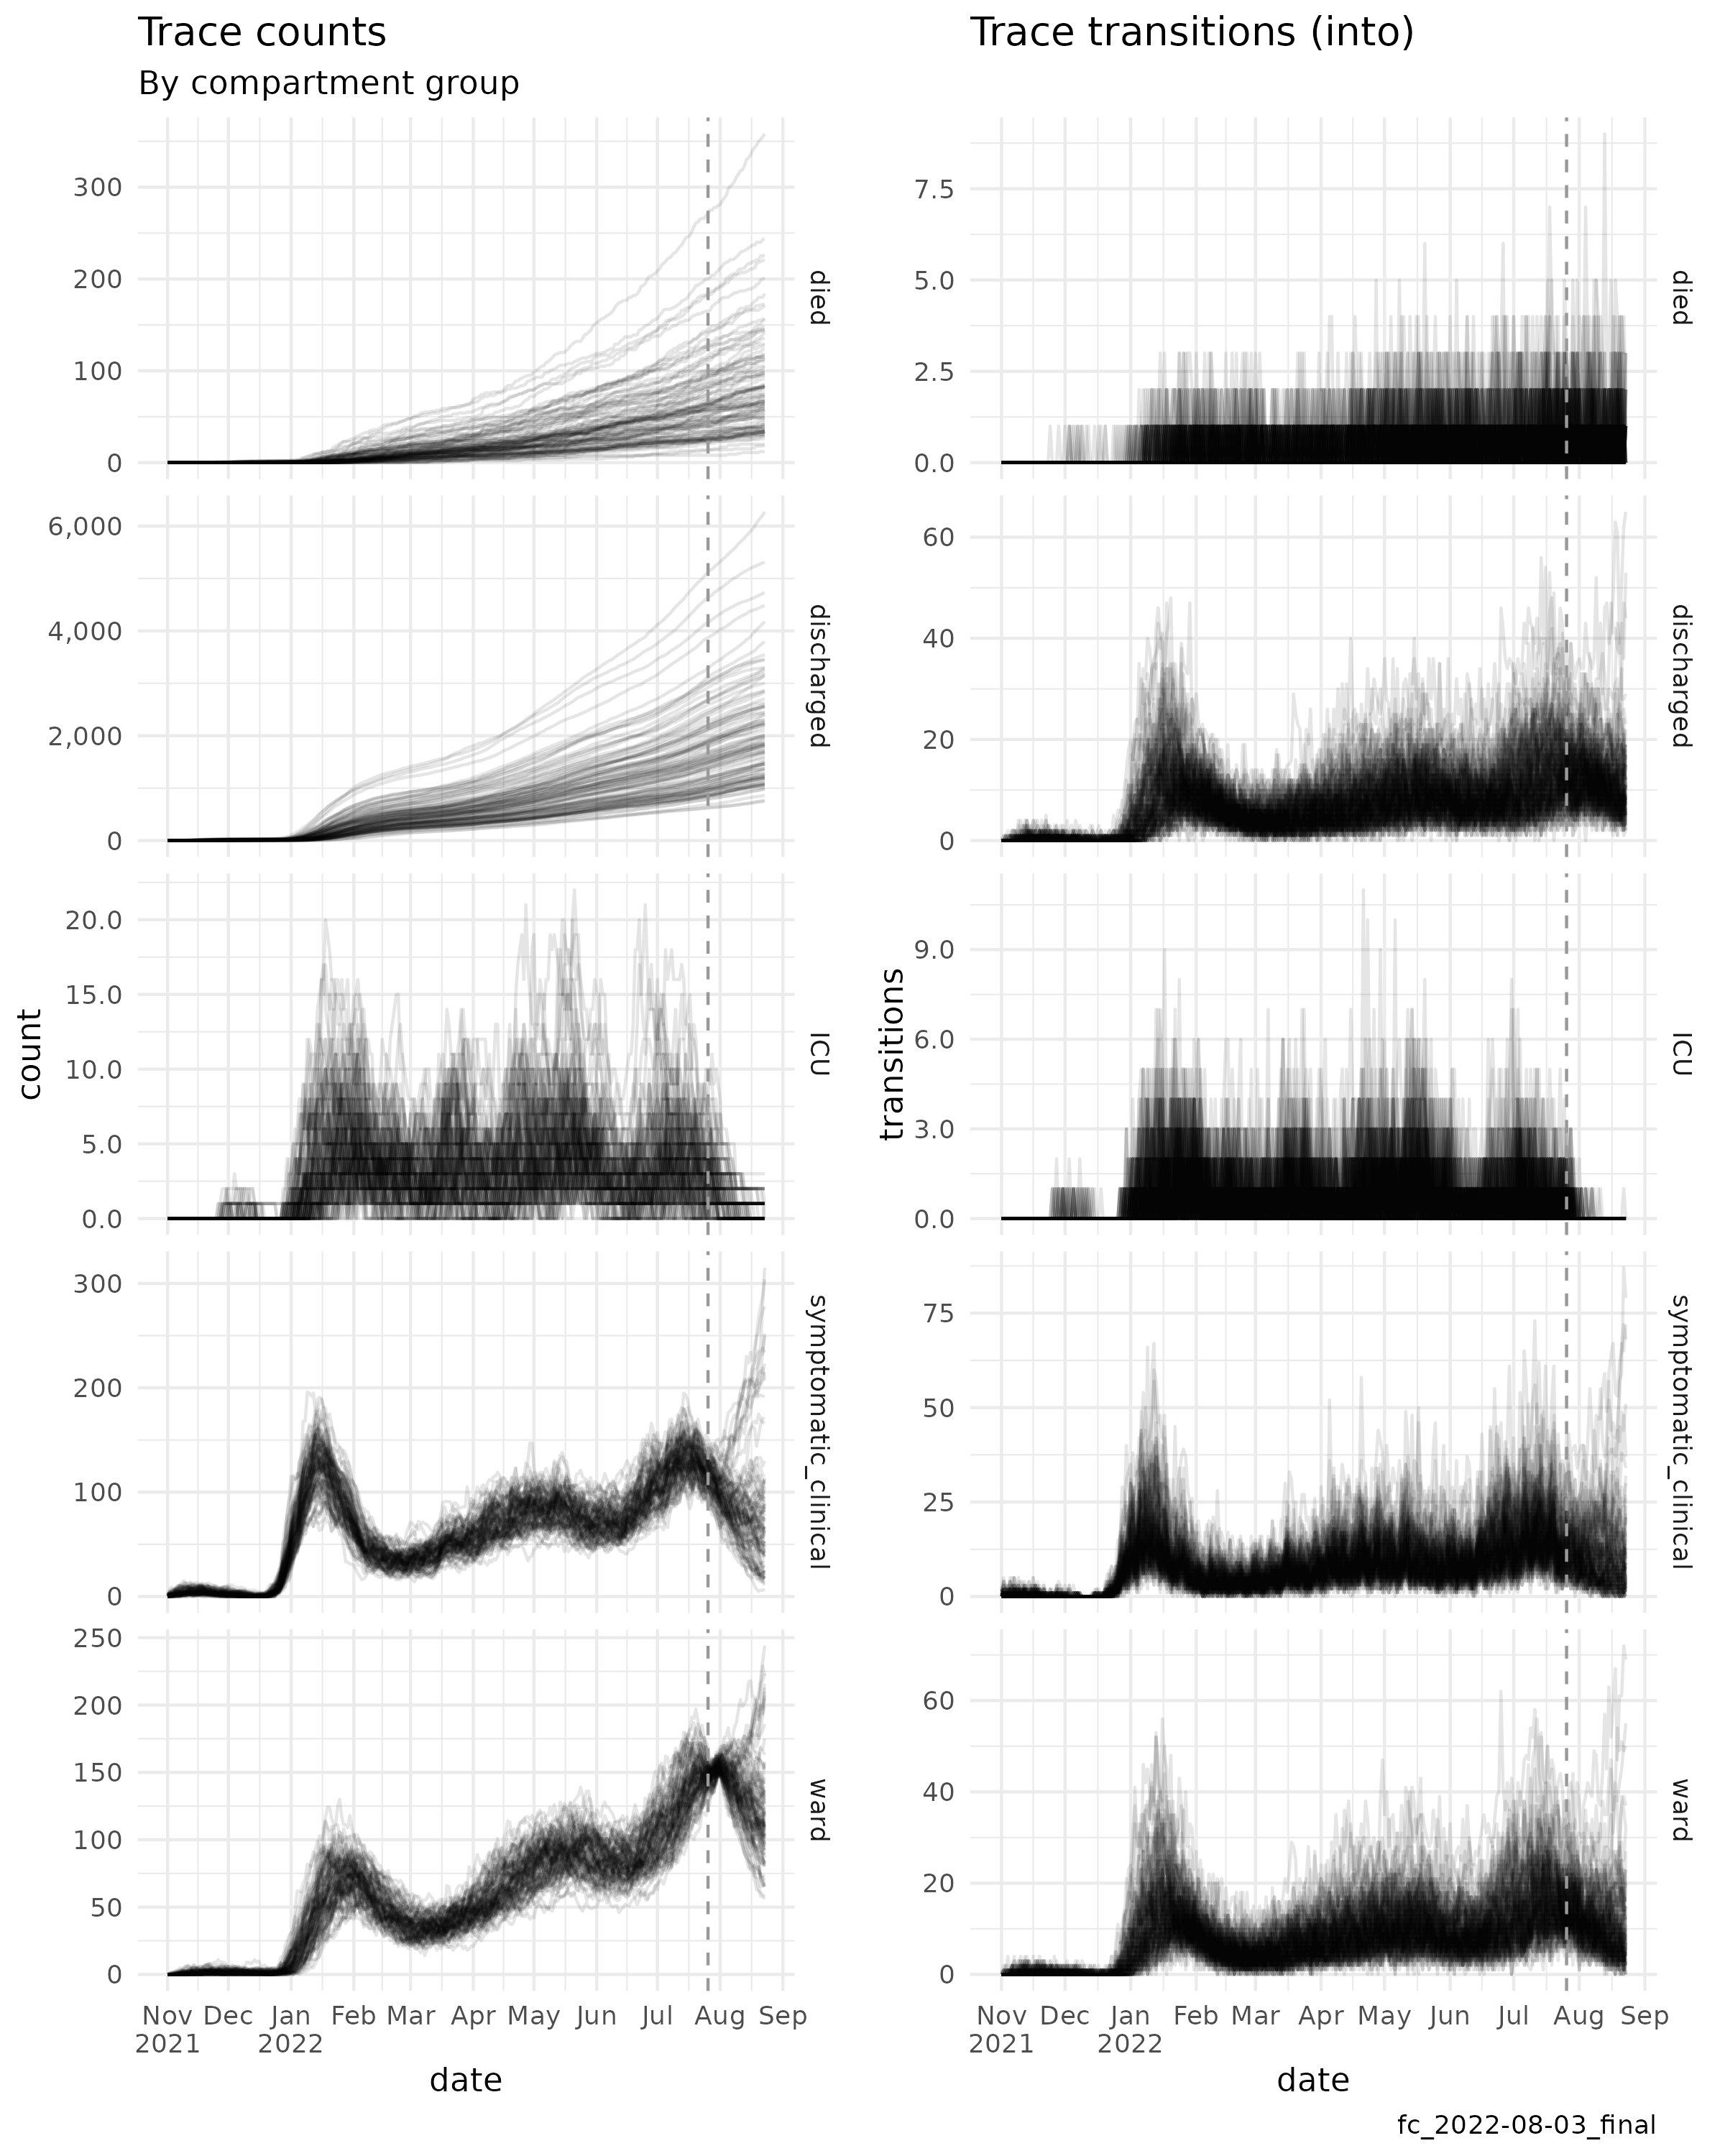 Trace counts
By compartment group
300
200
100
0
died
6,000
4,000
2,000
0
discharged
20.0
15.0
10.0
5.0
0.0
ICU
count
300
200
100
0
symptomatic_clinical
250
200
150
100
50
0
ward
Nov Dec Jan Feb Mar Apr May Jun Jul Aug Sep
2021 2022
date
Trace transitions (into)
7.5
5.0
2.5
0.0
died
60
40
20
0
discharged
9.0
6.0
3.0
0.0
ICU
transitions
75
50
25
0
symptomatic_clinical
60
40
20
0
ward
Nov Dec Jan Feb Mar Apr May Jun Jul Aug Sep
2021 2022
date
fc_2022-08-03_final